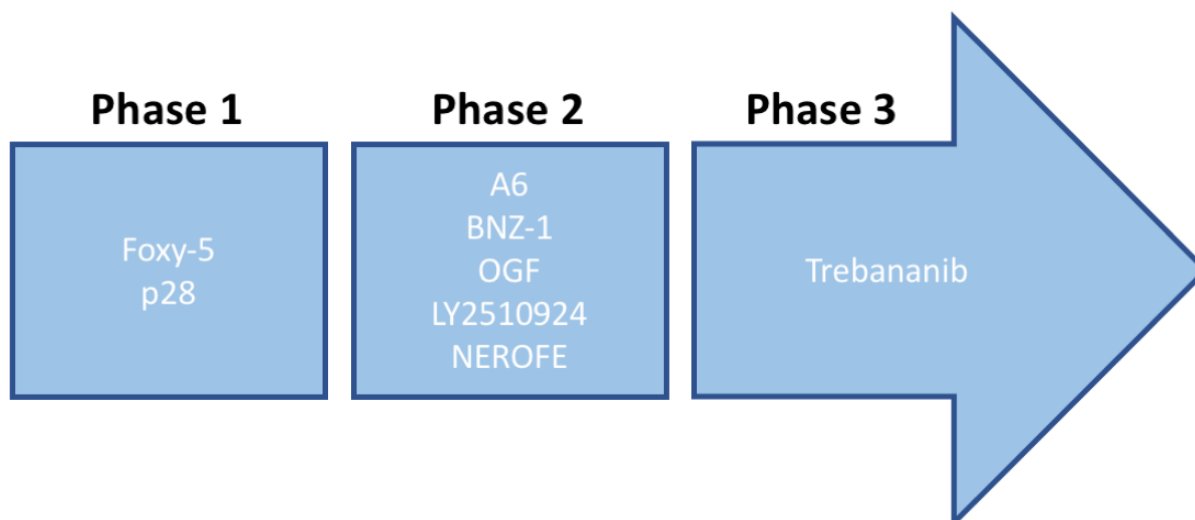 Phase 1
Foxy-5
p28
Phase 2
A6
BNZ-1
OGF
LY2510924
NEROFE
Phase 3
Trebananib